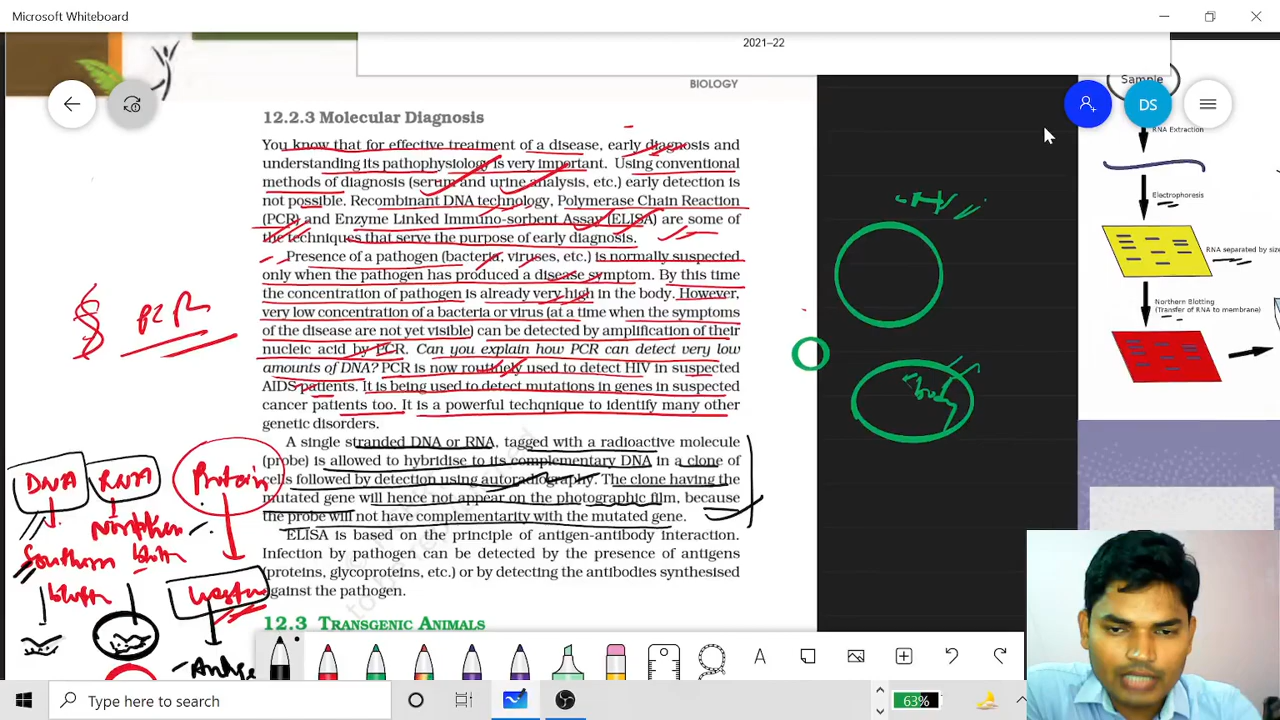 Microsoft Whiteboard
2021–22
BIOLOGY
DS
Sample
RNA Extraction
Electrophoresis
RNA separated by size
Northern Blotting
(Transfer of RNA to membrane)
12.2.3 Molecular Diagnosis
You know that for effective treatment of a disease, early diagnosis and
understanding its pathophysiology is very important. Using conventional
methods of diagnosis (serum and urine analysis, etc.) early detection is
not possible. Recombinant DNA technology, Polymerase Chain Reaction
(PCR) and Enzyme Linked Immuno-sorbent Assay (ELISA) are some of
the techniques that serve the purpose of early diagnosis.
Presence of a pathogen (bacteria, viruses, etc.) is normally suspected
only when the pathogen has produced a disease symptom. By this time
the concentration of pathogen is already very high in the body. However,
very low concentration of a bacteria or virus (at a time when the symptoms
of the disease are not yet visible) can be detected by amplification of their
nucleic acid by PCR. Can you explain how PCR can detect very low
amounts of DNA? PCR is now routinely used to detect HIV in suspected
AIDS patients. It is being used to detect mutations in genes in suspected
cancer patients too. It is a powerful techqnique to identify many other
genetic disorders.
A single stranded DNA or RNA, tagged with a radioactive molecule
(probe) is allowed to hybridise to its complementary DNA in a clone of
cells followed by detection using autoradiography. The clone having the
mutated gene will hence not appear on the photographic film, because
the probe will not have complementarity with the mutated gene.
ELISA is based on the principle of antigen-antibody interaction.
Infection by pathogen can be detected by the presence of antigens
(proteins, glycoproteins, etc.) or by detecting the antibodies synthesised
against the pathogen.
12.3 TRANSGENIC ANIMALS
PCR
body
DNA RNA Protein
Northern
Southern blotten
A
Type here to search
63%